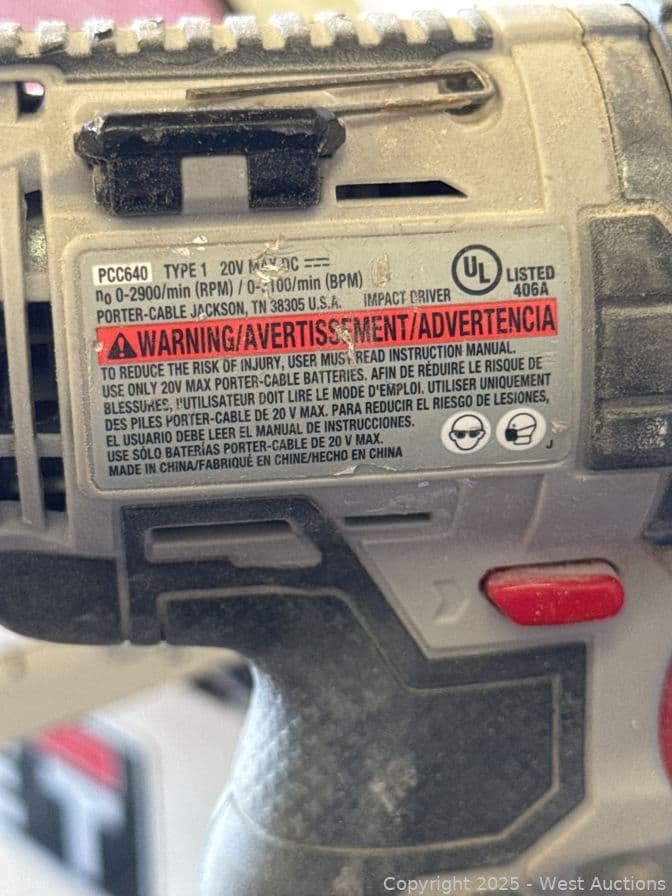 PCC640 TYPE 1 20V MAX DC
n₀ 0-2900/min (RPM) / 0-3100/min (BPM)
PORTER-CABLE JACKSON, TN 38305 U.S.A. IMPACT DRIVER
UL LISTED
406A
WARNING/AVERTISSEMENT/ADVERTENCIA
TO REDUCE THE RISK OF INJURY, USER MUST READ INSTRUCTION MANUAL.
USE ONLY 20V MAX PORTER-CABLE BATTERIES. AFIN DE RÉDUIRE LE RISQUE DE
BLESSURES, l'UTILISATEUR DOIT LIRE LE MODE D'EMPLOI. UTILISER UNIQUEMENT
DES PILES PORTER-CABLE DE 20 V MAX. PARA REDUCIR EL RIESGO DE LESIONES,
EL USUARIO DEBE LEER EL MANUAL DE INSTRUCCIONES.
USE SÓLO BATERÍAS PORTER-CABLE DE 20 V MAX.
MADE IN CHINA/FABRIQUÉ EN CHINE/HECHO EN CHINA
J
Copyright 2025 - West Auctions